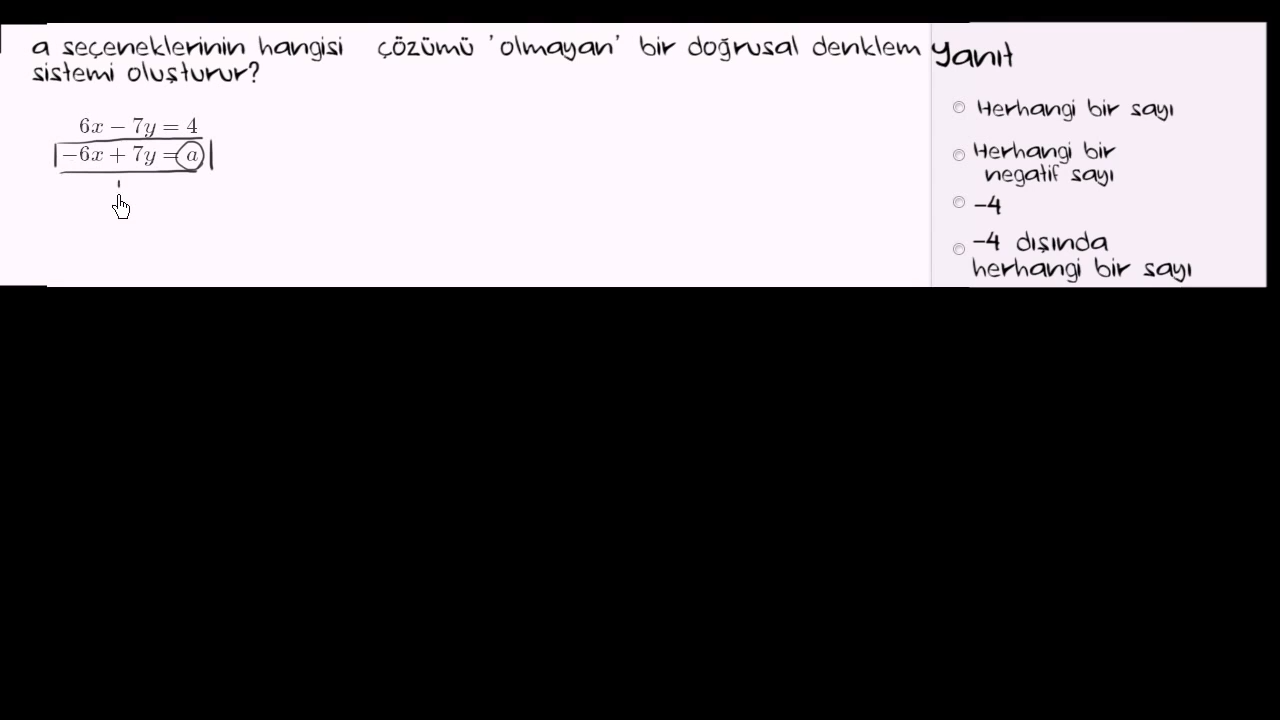 a seçeneklerinin hangisi çözümü 'olmayan' bir doğrusal denklem
sistemi oluşturur?
6x − 7y = 4
−6x + 7y = a
Yanıt
Herhangi bir sayı
Herhangi bir
negatif sayı
−4
−4 dışında
herhangi bir sayı